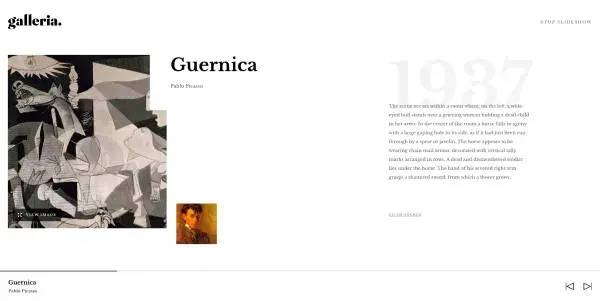 galleria.
STOP SLIDESHOW
Guernica
Pablo Picasso
1937
The scene occurs within a room where, on the left, a wide-
eyed bull stands over a grieving woman holding a dead child
in her arms. In the center of the room a horse falls in agony
with a large gaping hole in its side, as if it had just been run
through by a spear or javelin. The horse appears to be
wearing chain mail armor, decorated with vertical tally
marks arranged in rows. A dead and dismembered soldier
lies under the horse. The hand of his severed right arm
grasps a shattered sword, from which a flower grows.
VIEW IMAGE
GO TO SOURCE
Guernica
Pablo Picasso